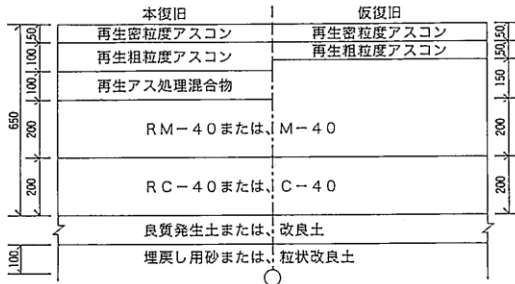 本復旧 仮復旧
50 再生密粒度アスコン 再生密粒度アスコン 50
100 再生粗粒度アスコン 再生粗粒度アスコン 50
100 再生アス処理混合物 150
650
200 RM－40または、M－40
200 RC－40または、C－40 200
良質発生土または、改良土
100 埋戻し用砂または、粒状改良土